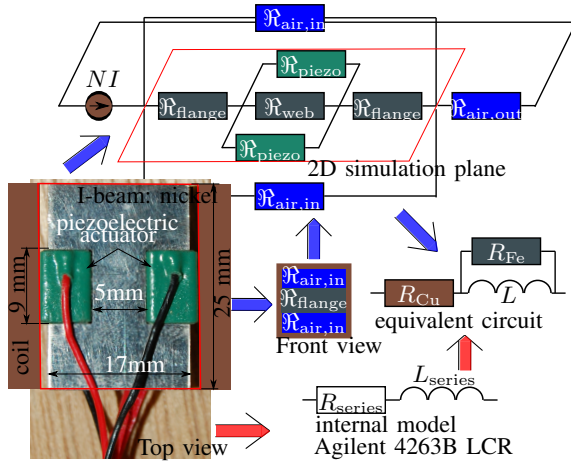 ℜair,in
NI
ℜpiezo
ℜflange
ℜweb
ℜflange
ℜair,out
ℜpiezo
2D simulation plane
ℜair,in
I-beam: nickel
piezoelectric
actuator
9 mm
5mm
25 mm
coil
17mm
Top view
ℜair,in
ℜflange
ℜair,in
Front view
RFe
RCu
L
equivalent circuit
Lseries
Rseries
internal model
Agilent 4263B LCR